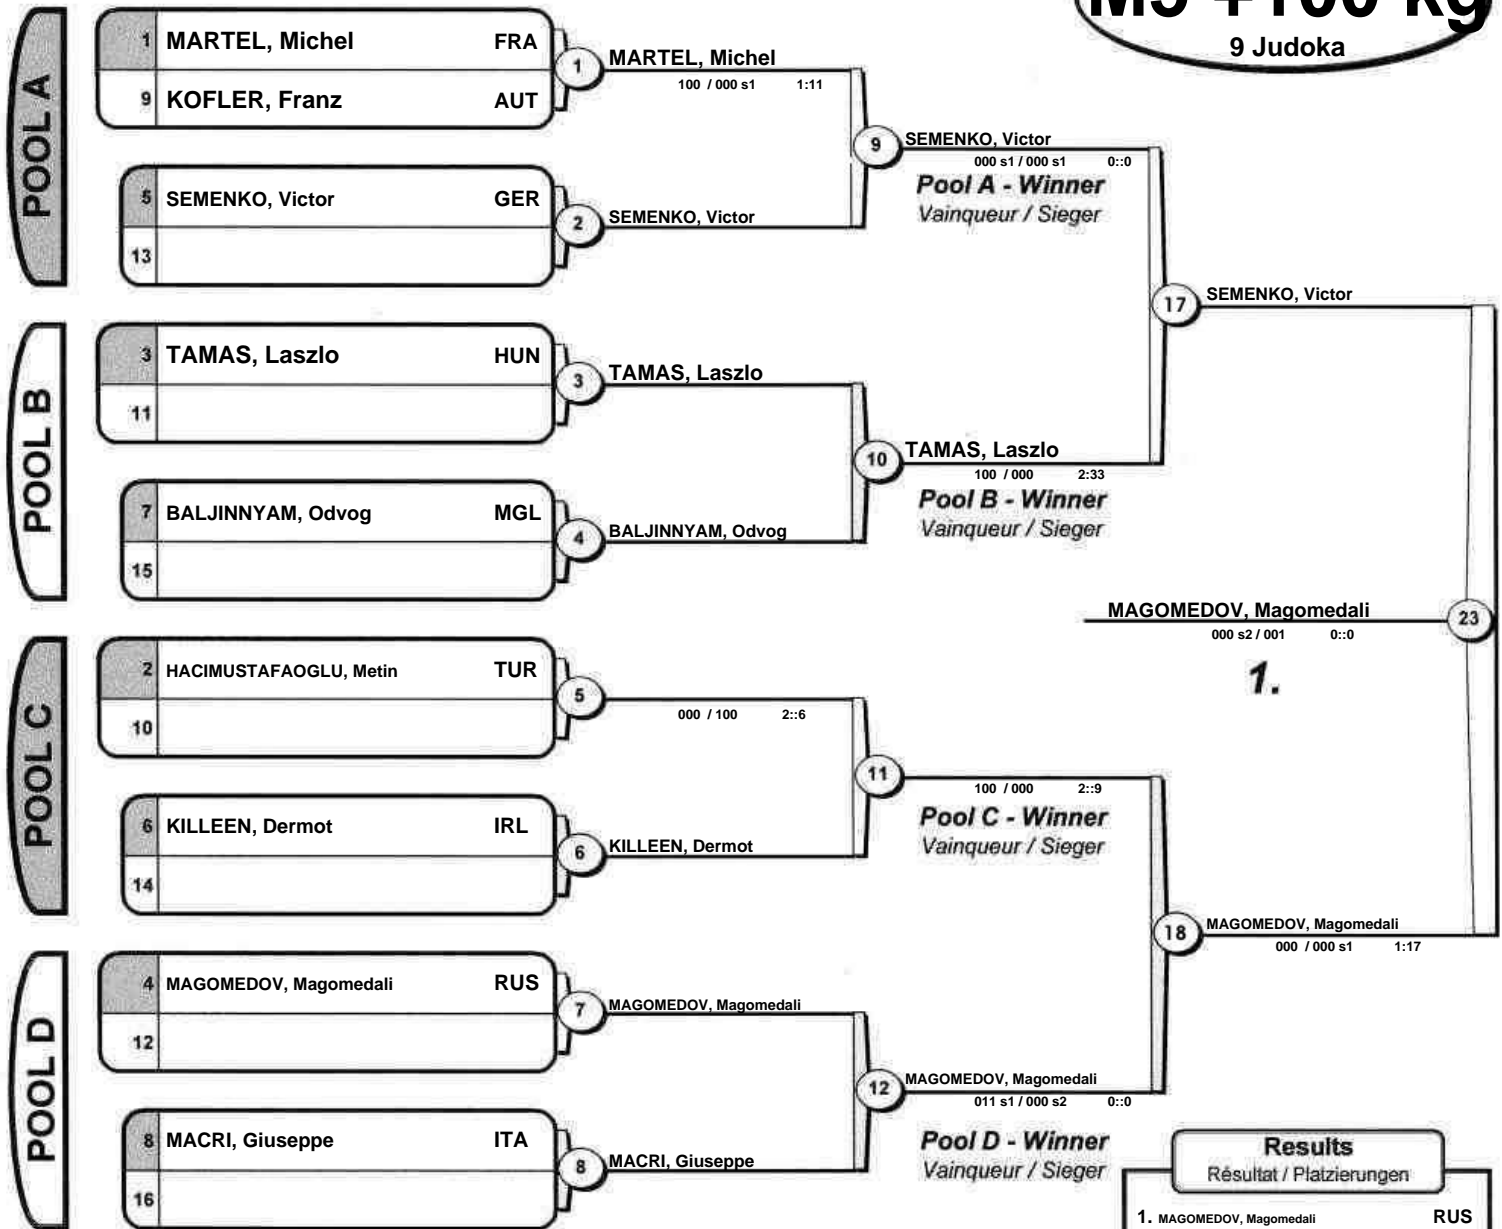 M5 +100 kg
9 Judoka
POOL A
1 MARTEL, Michel FRA
9 KOFLER, Franz AUT
1 MARTEL, Michel
100 / 000 s1 1:11
5 SEMENKO, Victor GER
13
2 SEMENKO, Victor
9 SEMENKO, Victor
000 s1 / 000 s1 0::0
Pool A - Winner
Vainqueur / Sieger
17 SEMENKO, Victor
POOL B
3 TAMAS, Laszlo HUN
11
3 TAMAS, Laszlo
7 BALJINNYAM, Odvog MGL
15
4 BALJINNYAM, Odvog
10 TAMAS, Laszlo
100 / 000 2:33
Pool B - Winner
Vainqueur / Sieger
MAGOMEDOV, Magomedali 23
000 s2 / 001 0::0
1.
POOL C
2 HACIMUSTAFAOGLU, Metin TUR
10
5
000 / 100 2::6
6 KILLEEN, Dermot IRL
14
6 KILLEEN, Dermot
11
100 / 000 2::9
Pool C - Winner
Vainqueur / Sieger
18 MAGOMEDOV, Magomedali
000 / 000 s1 1:17
POOL D
4 MAGOMEDOV, Magomedali RUS
12
7 MAGOMEDOV, Magomedali
8 MACRI, Giuseppe ITA
16
8 MACRI, Giuseppe
12 MAGOMEDOV, Magomedali
011 s1 / 000 s2 0::0
Pool D - Winner
Vainqueur / Sieger
Results
Résultat / Platzierungen
1. MAGOMEDOV, Magomedali RUS